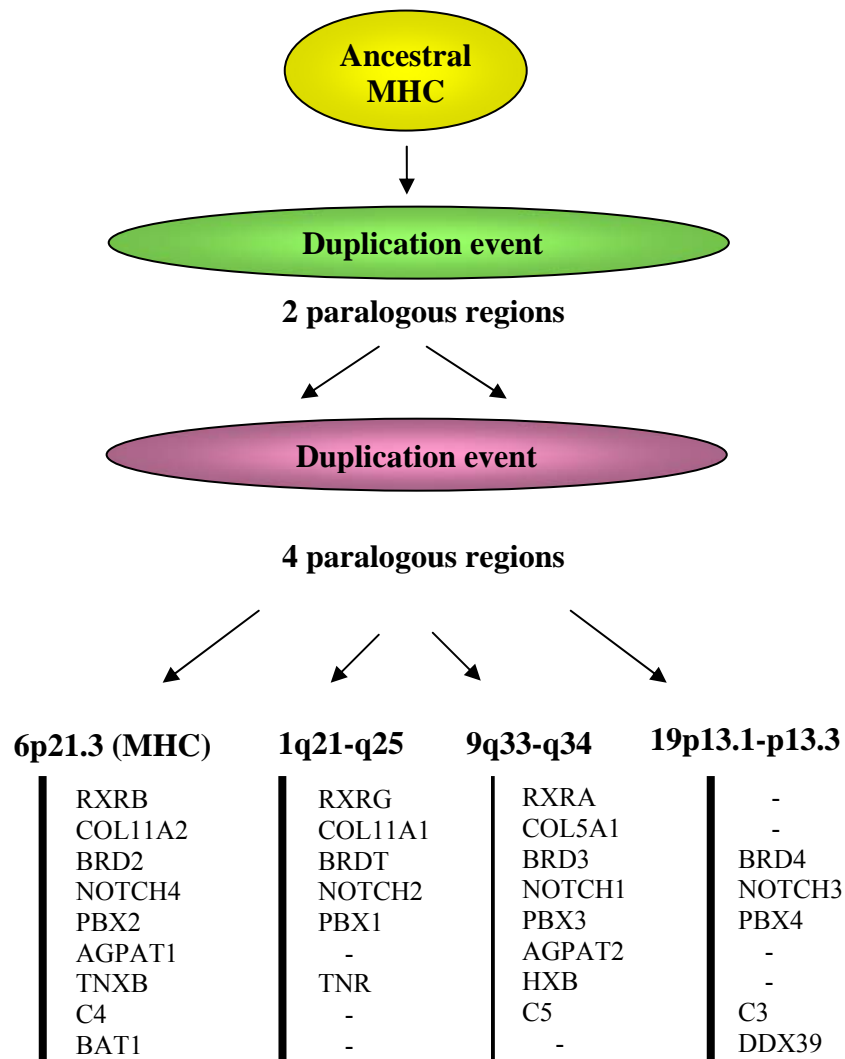 Ancestral
MHC
Duplication event
2 paralogous regions
Duplication event
4 paralogous regions
6p21.3 (MHC) 1q21-q25 9q33-q34 19p13.1-p13.3
RXRB RXRG RXRA -
COL11A2 COL11A1 COL5A1 -
BRD2 BRDT BRD3 BRD4
NOTCH4 NOTCH2 NOTCH1 NOTCH3
PBX2 PBX1 PBX3 PBX4
AGPAT1 - AGPAT2 -
TNXB TNR HXB -
C4 - C5 C3
BAT1 - - DDX39